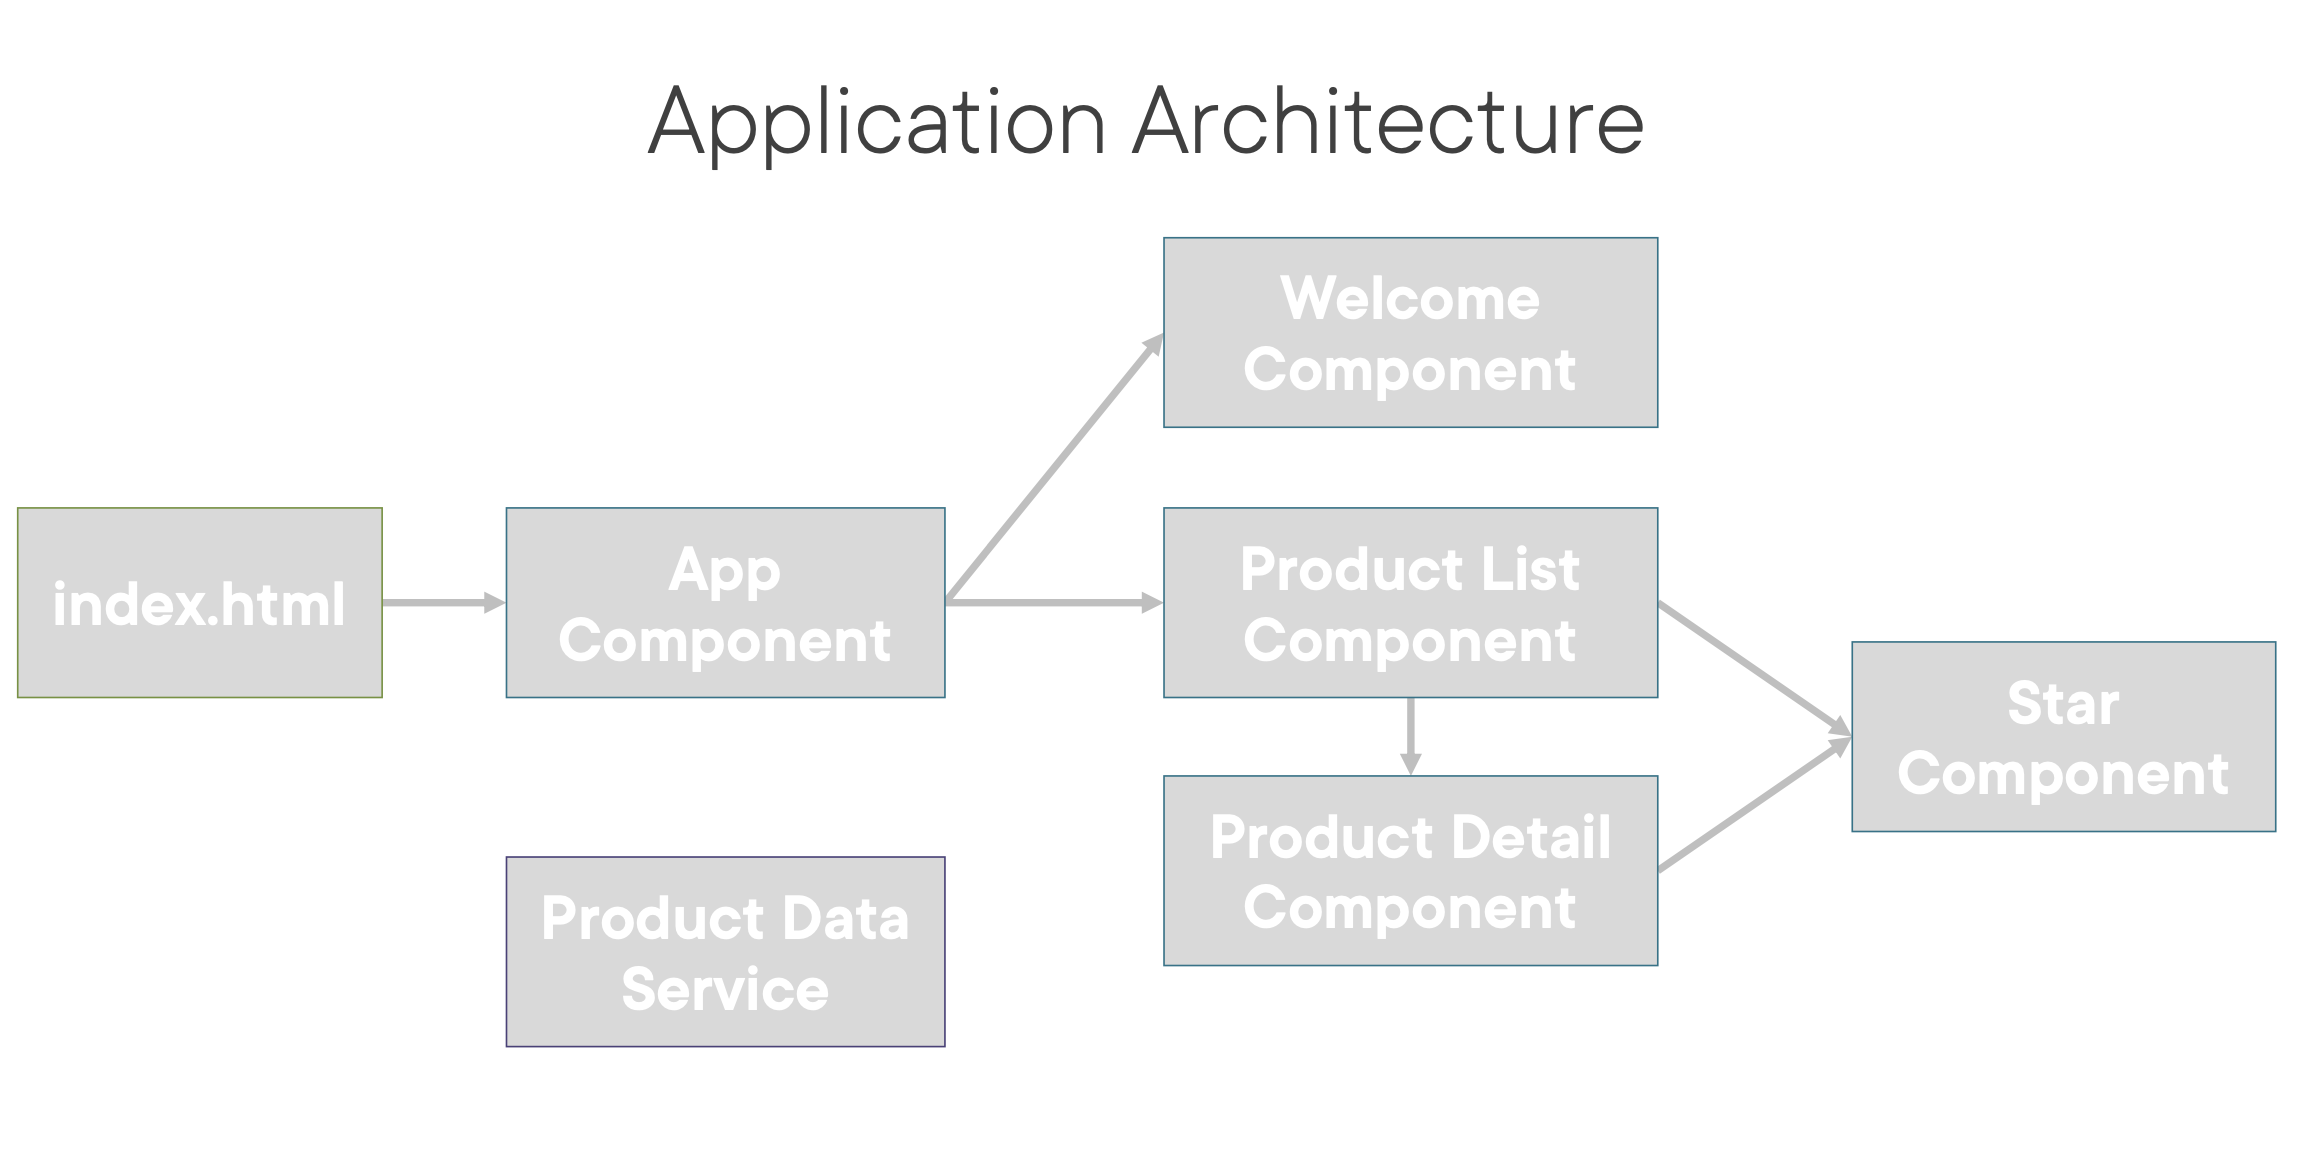 Application Architecture
Welcome
Component
index.html
App
Component
Product List
Component
Star
Component
Product Detail
Component
Product Data
Service